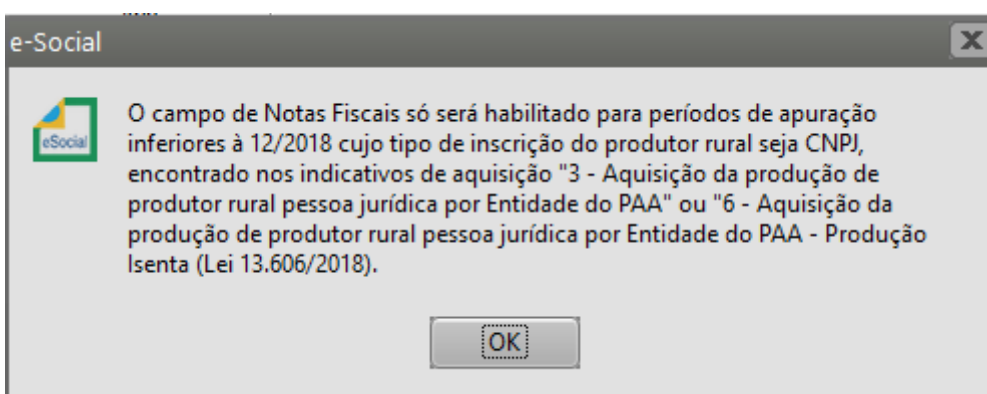 e-Social
O campo de Notas Fiscais só será habilitado para períodos de apuração
inferiores à 12/2018 cujo tipo de inscrição do produtor rural seja CNPJ,
encontrado nos indicativos de aquisição "3 - Aquisição da produção de
produtor rural pessoa jurídica por Entidade do PAA" ou "6 - Aquisição da
produção de produtor rural pessoa jurídica por Entidade do PAA - Produção
Isenta (Lei 13.606/2018).
eSocial
OK